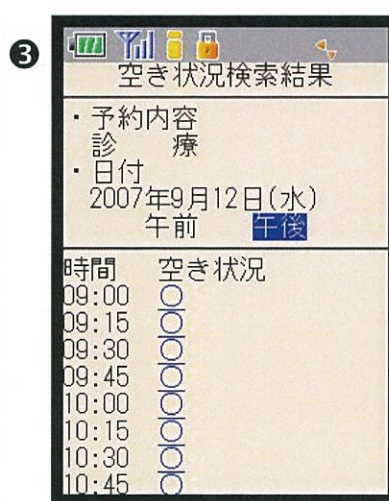 ❸
空き状況検索結果
・予約内容
診 療
・日付
2007年9月12日(水)
午前 午後
時間 空き状況
09:00 ○
09:15 ○
09:30 ○
09:45 ○
10:00 ○
10:15 ○
10:30 ○
10:45 ○